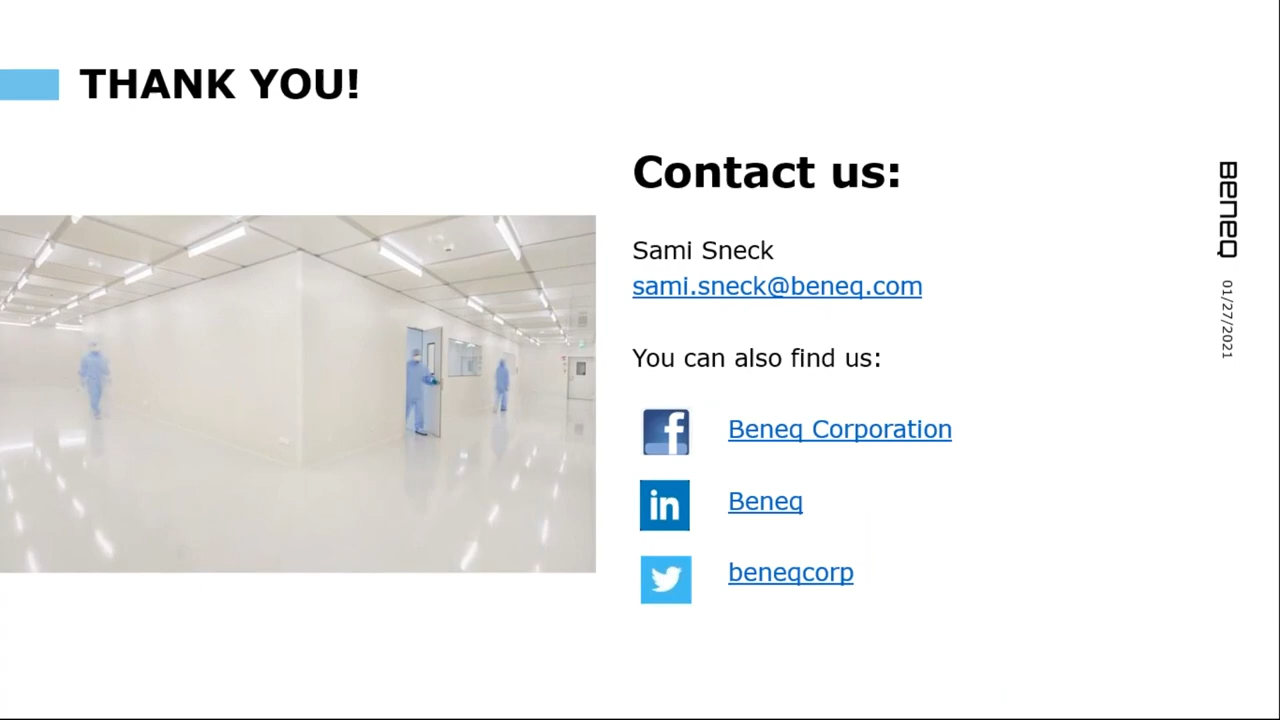 THANK YOU!
Contact us:
Sami Sneck
sami.sneck@beneq.com
You can also find us:
f Beneq Corporation
in Beneq
beneqcorp
Beneq
01/27/2021